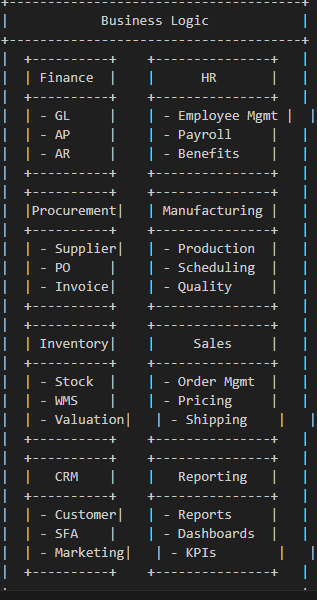 Business Logic
Finance HR
- GL - Employee Mgmt
- AP - Payroll
- AR - Benefits
Procurement Manufacturing
- Supplier - Production
- PO - Scheduling
- Invoice - Quality
Inventory Sales
- Stock - Order Mgmt
- WMS - Pricing
- Valuation - Shipping
CRM Reporting
- Customer - Reports
- SFA - Dashboards
- Marketing - KPIs